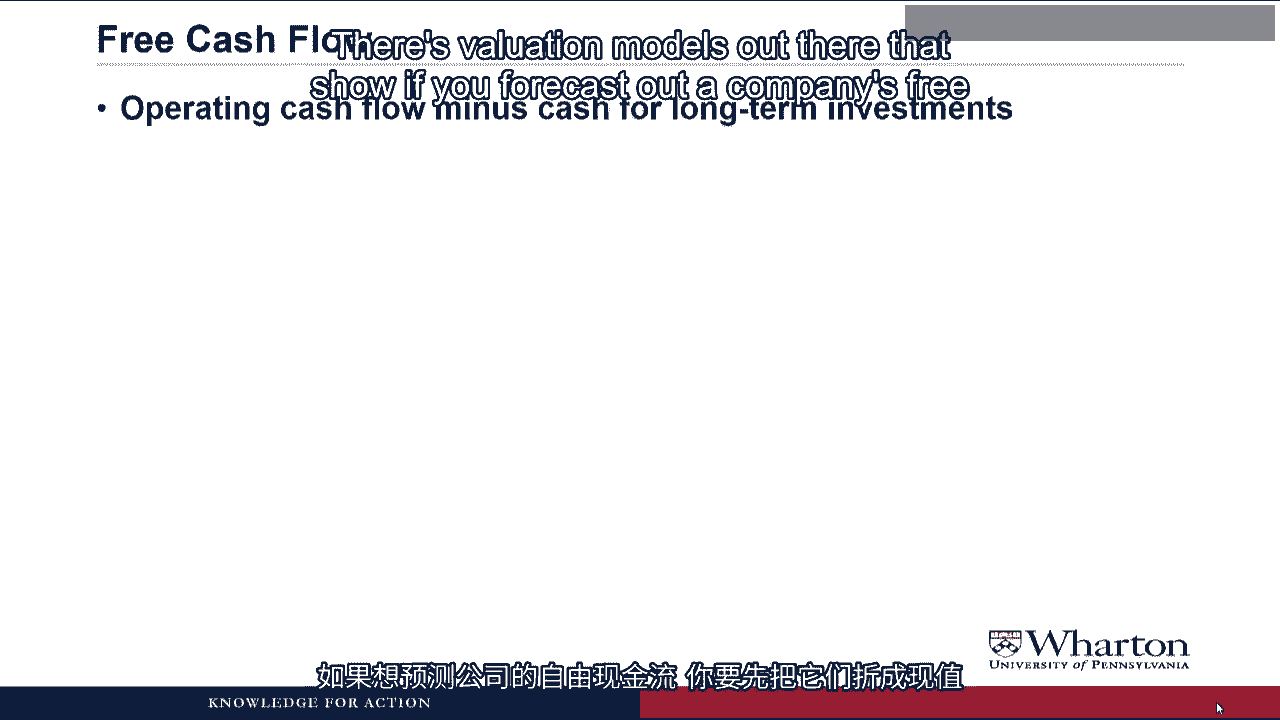 Free Cash Flow
There's valuation models out there that
show if you forecast out a company's free
• Operating cash flow minus cash for long-term investments
Wharton
UNIVERSITY of PENNSYLVANIA
如果想预测公司的自由现金流 你要先把它们折成现值
KNOWLEDGE FOR ACTION